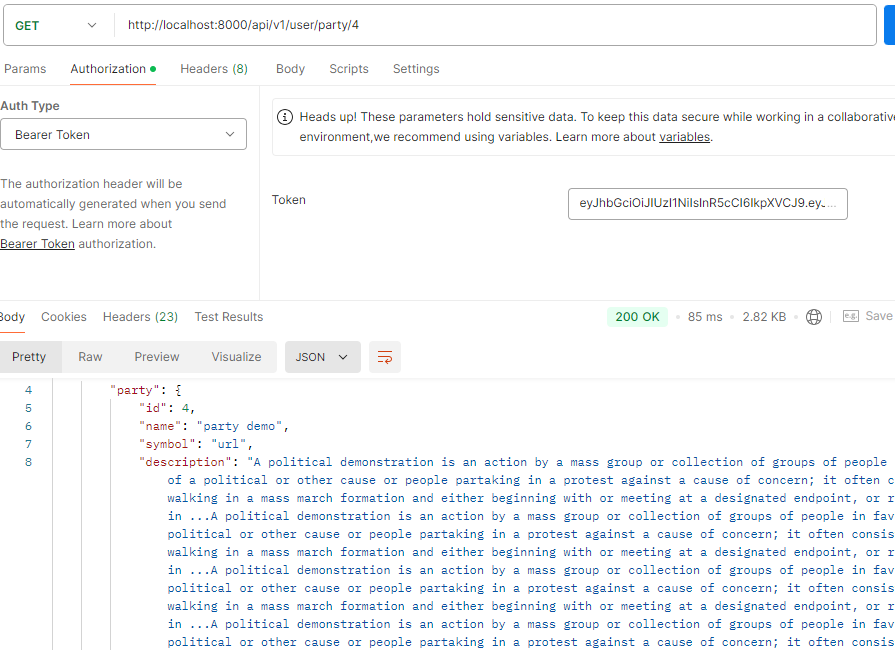 GET http://localhost:8000/api/v1/user/party/4
Params Authorization Headers (8) Body Scripts Settings
Auth Type
Bearer Token
The authorization header will be
automatically generated when you send
the request. Learn more about
Bearer Token authorization.
Heads up! These parameters hold sensitive data. To keep this data secure while working in a collaborative
environment,we recommend using variables. Learn more about variables.
Token
eyJhbGciOiJIUzI1NiIsInR5cCI6IkpXVCJ9.ey...
Body Cookies Headers (23) Test Results
200 OK 85 ms 2.82 KB e.g. Save
Pretty Raw Preview Visualize JSON
4 "party": {
5 "id": 4,
6 "name": "party demo",
7 "symbol": "url",
8 "description": "A political demonstration is an action by a mass group or collection of groups of people
of a political or other cause or people partaking in a protest against a cause of concern; it often c
walking in a mass march formation and either beginning with or meeting at a designated endpoint, or r
in ...A political demonstration is an action by a mass group or collection of groups of people in fav
political or other cause or people partaking in a protest against a cause of concern; it often consis
walking in a mass march formation and either beginning with or meeting at a designated endpoint, or r
in ...A political demonstration is an action by a mass group or collection of groups of people in fav
political or other cause or people partaking in a protest against a cause of concern; it often consis
walking in a mass march formation and either beginning with or meeting at a designated endpoint, or r
in ...A political demonstration is an action by a mass group or collection of groups of people in fav
political or other cause or people partaking in a protest against a cause of concern; it often consis